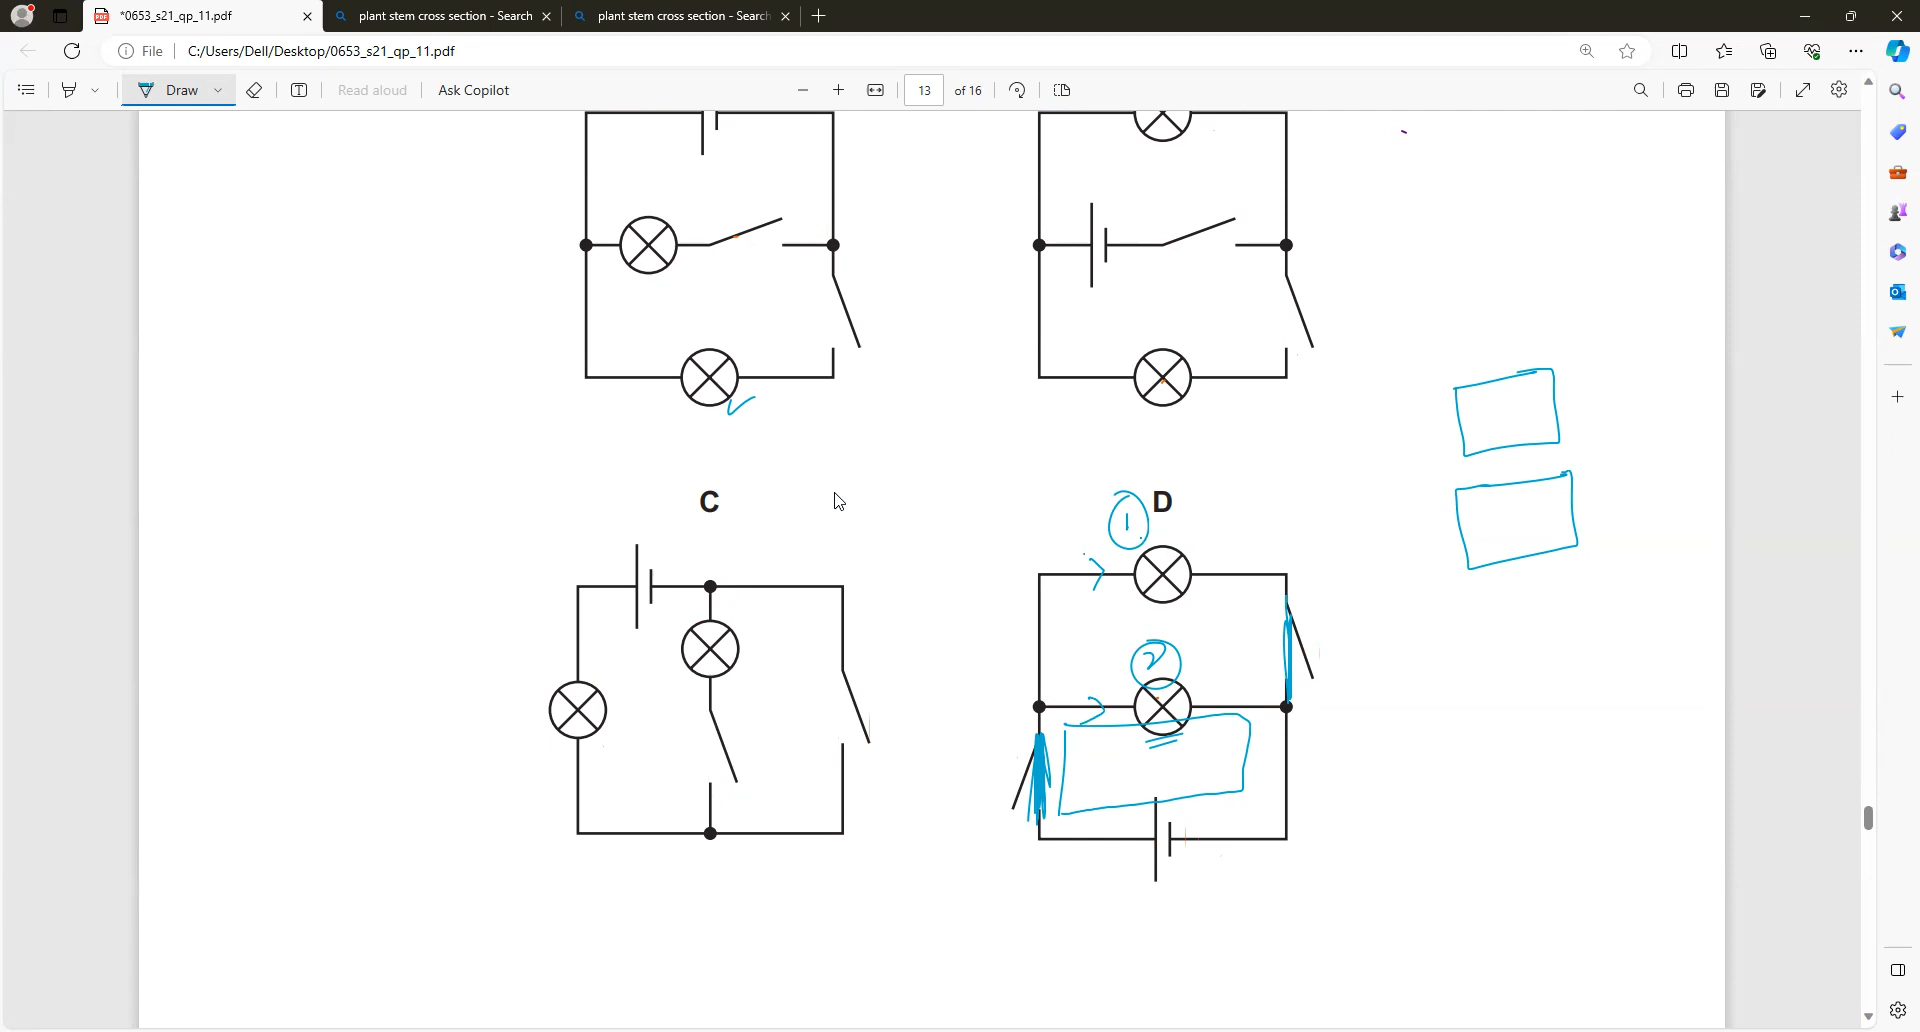 *0653_s21_qp_11.pdf
plant stem cross section - Search
plant stem cross section - Search
File
C:/Users/Dell/Desktop/0653_s21_qp_11.pdf
Draw
Read aloud
Ask Copilot
13
of 16
C
D
1
2